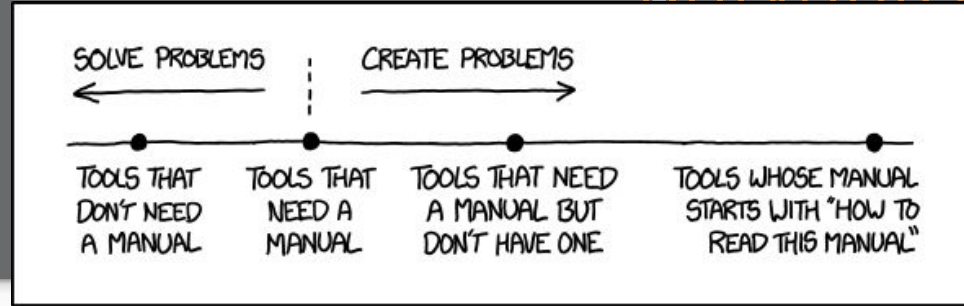 SOLVE PROBLEMS
CREATE PROBLEMS
TOOLS THAT
DON'T NEED
A MANUAL
TOOLS THAT
NEED A
MANUAL
TOOLS THAT NEED
A MANUAL BUT
DON'T HAVE ONE
TOOLS WHOSE MANUAL
STARTS WITH "HOW TO
READ THIS MANUAL"